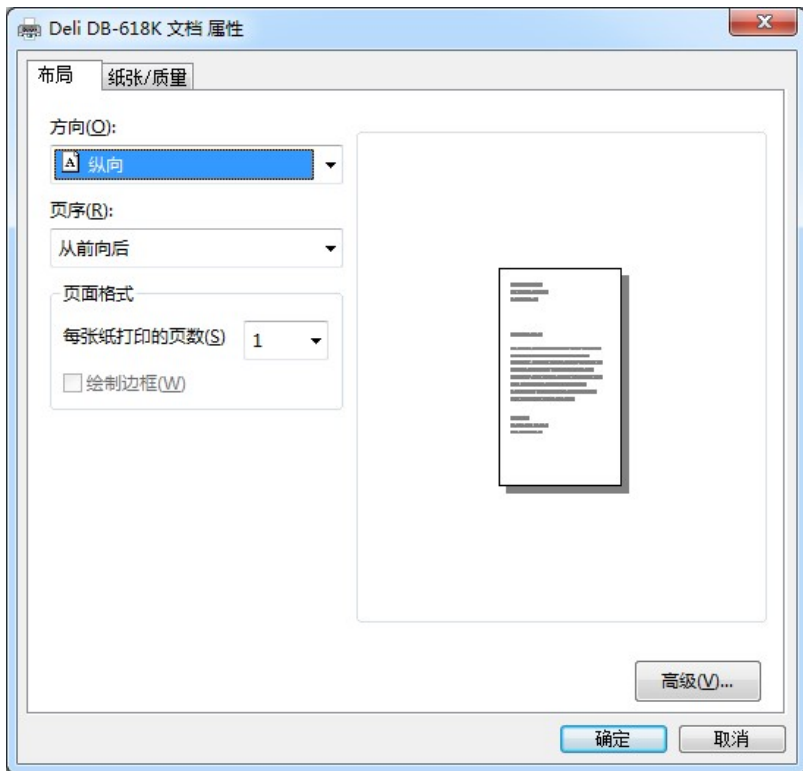 Deli DB-618K 文档 属性
布局
纸张/质量
方向(O):
A 纵向
页序(R):
从前向后
页面格式
每张纸打印的页数(S) 1
绘制边框(W)
高级(V)...
确定
取消